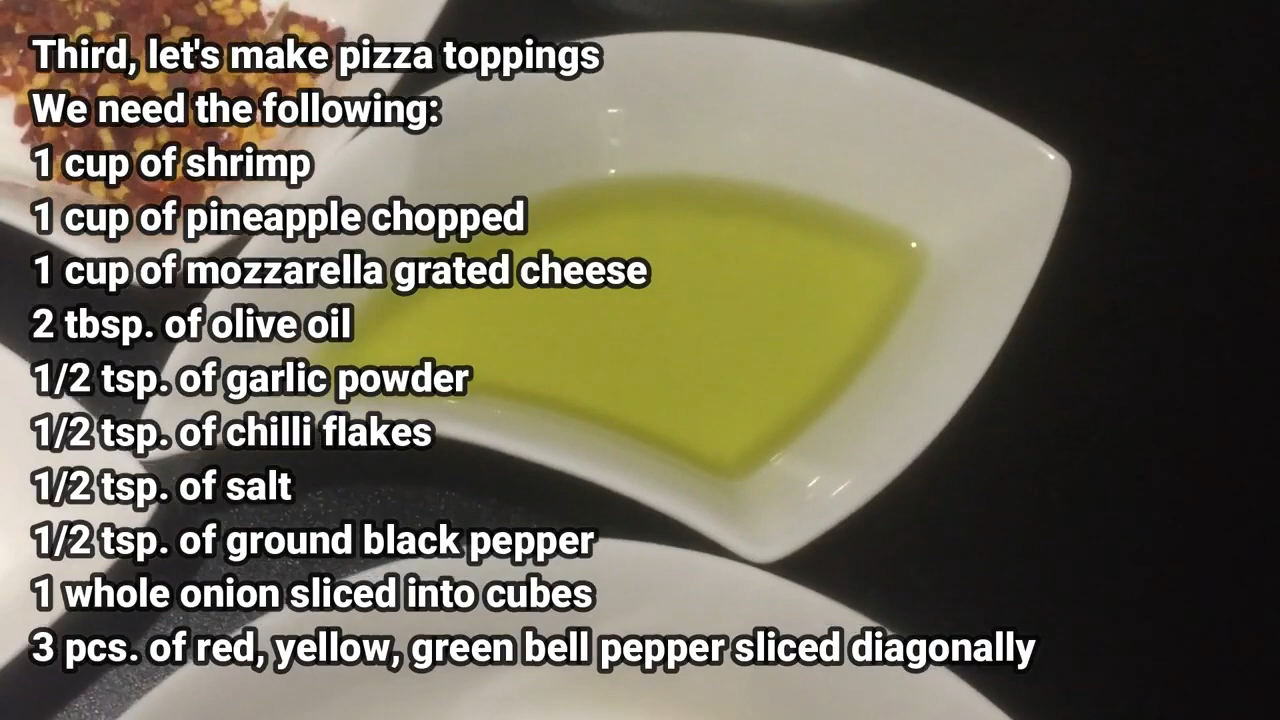 Third, let's make pizza toppings
We need the following:
1 cup of shrimp
1 cup of pineapple chopped
1 cup of mozzarella grated cheese
2 tbsp. of olive oil
1/2 tsp. of garlic powder
1/2 tsp. of chilli flakes
1/2 tsp. of salt
1/2 tsp. of ground black pepper
1 whole onion sliced into cubes
3 pcs. of red, yellow, green bell pepper sliced diagonally